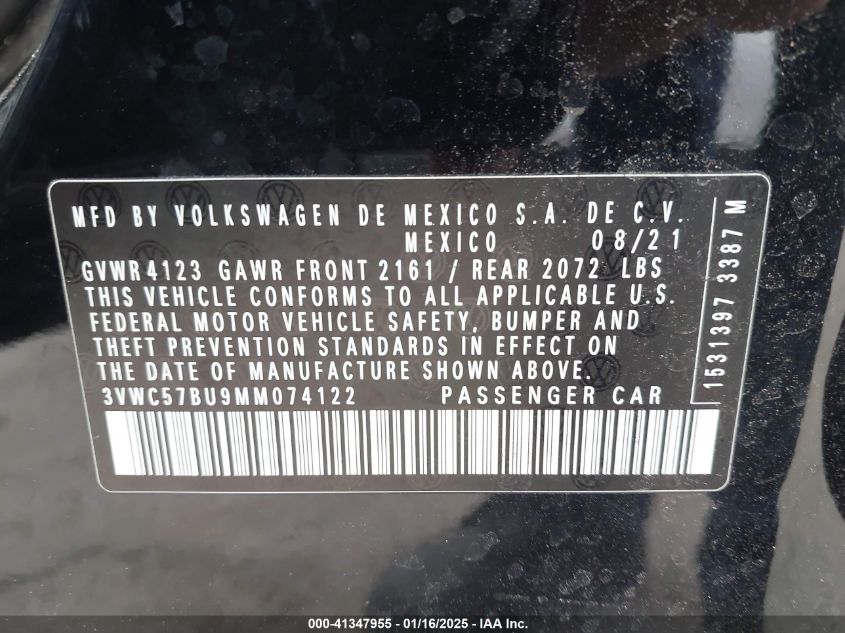 MFD BY VOLKSWAGEN DE MEXICO S.A. DE C.V.
MEXICO 08/21
GVWR 4123 GAWR FRONT 2161 / REAR 2072 LBS
THIS VEHICLE CONFORMS TO ALL APPLICABLE U.S.
FEDERAL MOTOR VEHICLE SAFETY, BUMPER AND
THEFT PREVENTION STANDARDS IN EFFECT ON
THE DATE OF MANUFACTURE SHOWN ABOVE.
3VWC57BU9MM074122 PASSENGER CAR
1531397 3387 M
000-41347955 - 01/16/2025 - IAA Inc.